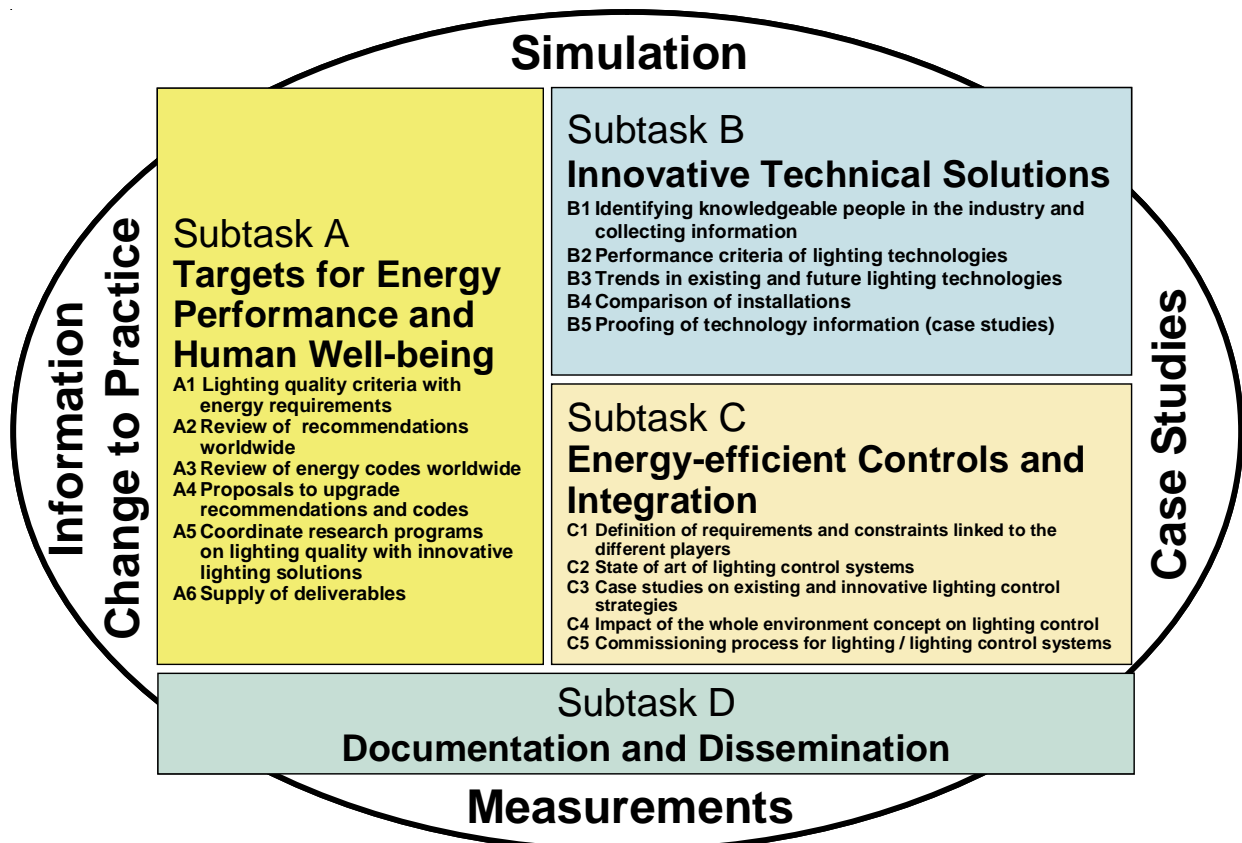 Simulation
Information
Change to Practice
Subtask A
Targets for Energy
Performance and
Human Well-being
A1 Lighting quality criteria with
energy requirements
A2 Review of recommendations
worldwide
A3 Review of energy codes worldwide
A4 Proposals to upgrade
recommendations and codes
A5 Coordinate research programs
on lighting quality with innovative
lighting solutions
A6 Supply of deliverables
Subtask B
Innovative Technical Solutions
B1 Identifying knowledgeable people in the industry and
collecting information
B2 Performance criteria of lighting technologies
B3 Trends in existing and future lighting technologies
B4 Comparison of installations
B5 Proofing of technology information (case studies)
Subtask C
Energy-efficient Controls and
Integration
C1 Definition of requirements and constraints linked to the
different players
C2 State of art of lighting control systems
C3 Case studies on existing and innovative lighting control
strategies
C4 Impact of the whole environment concept on lighting control
C5 Commissioning process for lighting / lighting control systems
Case Studies
Subtask D
Documentation and Dissemination
Measurements